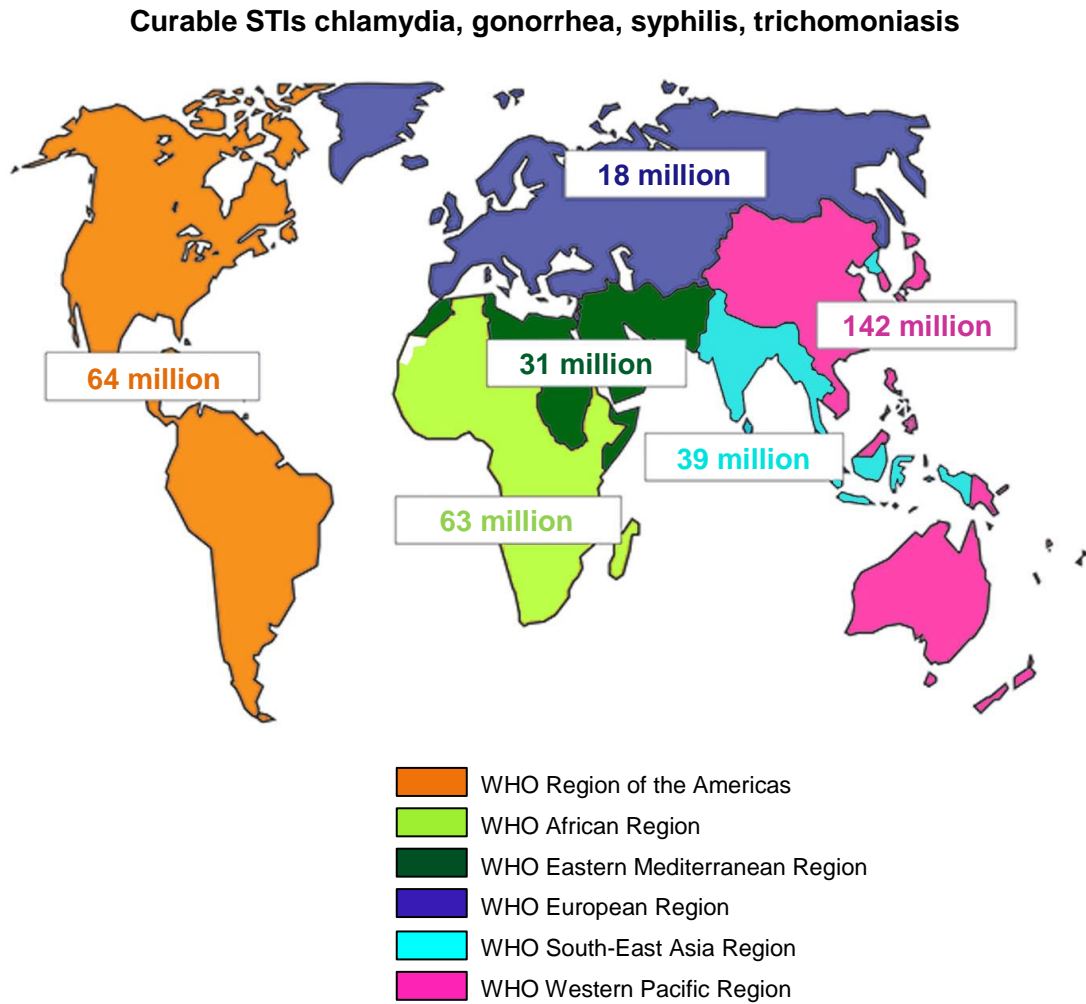 Curable STIs chlamydia, gonorrhea, syphilis, trichomoniasis
18 million
142 million
31 million
64 million
39 million
63 million
WHO Region of the Americas
WHO African Region
WHO Eastern Mediterranean Region
WHO European Region
WHO South-East Asia Region
WHO Western Pacific Region